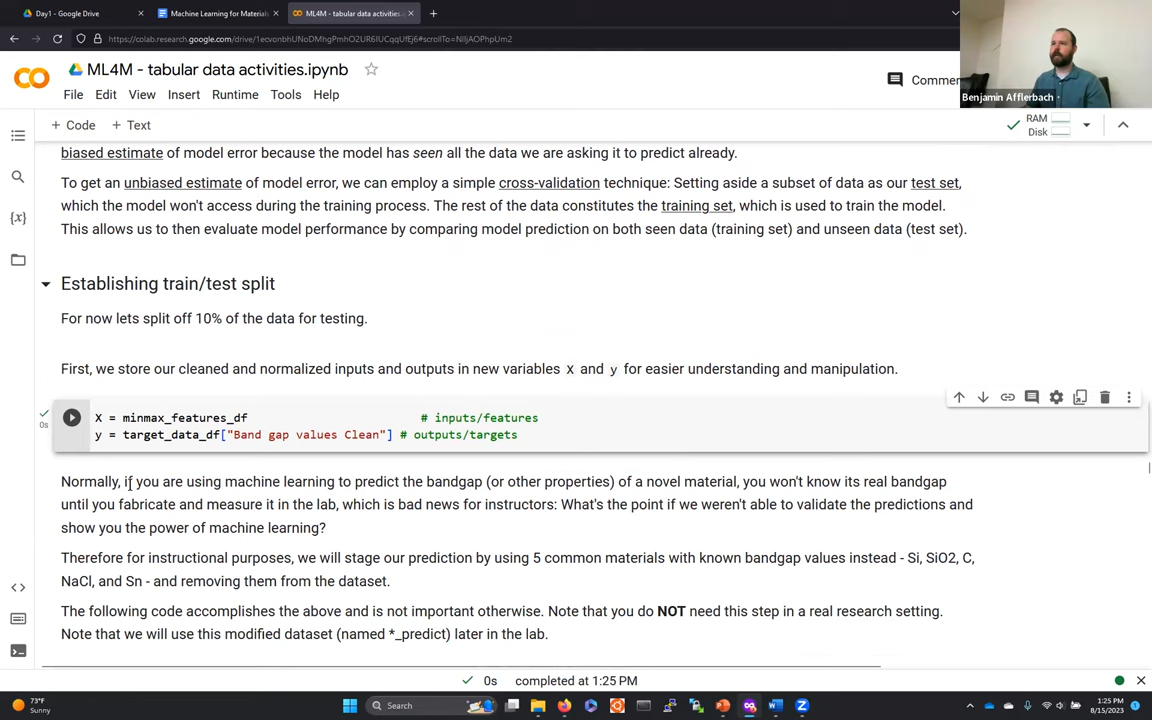 Day1 - Google Drive
Machine Learning for Materials
ML4M - tabular data activities.
https://colab.research.google.com/drive/1ecvonbhUNoDMhgPmhO2UR6IUCqqUfEj6#scrollTo=NlljAOPhpUm2
ML4M - tabular data activities.ipynb
File Edit View Insert Runtime Tools Help
Commen
Benjamin Afflerbach
+ Code + Text
RAM
Disk
biased estimate of model error because the model has seen all the data we are asking it to predict already.
To get an unbiased estimate of model error, we can employ a simple cross-validation technique: Setting aside a subset of data as our test set,
which the model won't access during the training process. The rest of the data constitutes the training set, which is used to train the model.
This allows us to then evaluate model performance by comparing model prediction on both seen data (training set) and unseen data (test set).
Establishing train/test split
For now lets split off 10% of the data for testing.
First, we store our cleaned and normalized inputs and outputs in new variables X and y for easier understanding and manipulation.
0s
X = minmax_features_df # inputs/features
y = target_data_df["Band gap values Clean"] # outputs/targets
Normally, if you are using machine learning to predict the bandgap (or other properties) of a novel material, you won't know its real bandgap
until you fabricate and measure it in the lab, which is bad news for instructors: What's the point if we weren't able to validate the predictions and
show you the power of machine learning?
Therefore for instructional purposes, we will stage our prediction by using 5 common materials with known bandgap values instead - Si, SiO2, C,
NaCl, and Sn - and removing them from the dataset.
The following code accomplishes the above and is not important otherwise. Note that you do NOT need this step in a real research setting.
Note that we will use this modified dataset (named *_predict) later in the lab.
0s completed at 1:25 PM
73°F
Sunny
Search
1:25 PM
8/15/2023